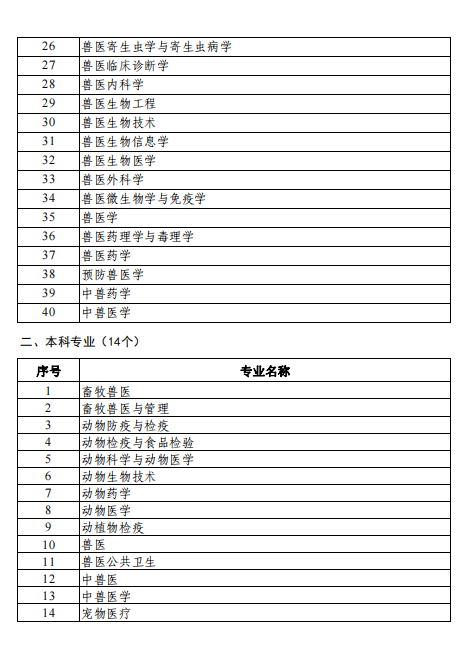 26 兽医寄生虫学与寄生虫病学
27 兽医临床诊断学
28 兽医内科学
29 兽医生物工程
30 兽医生物技术
31 兽医生物信息学
32 兽医生物医学
33 兽医外科学
34 兽医微生物学与免疫学
35 兽医学
36 兽医药理学与毒理学
37 兽医药学
38 预防兽医学
39 中兽药学
40 中兽医学
二、本科专业（14个）
序号 专业名称
1 畜牧兽医
2 畜牧兽医与管理
3 动物防疫与检疫
4 动物检疫与食品检验
5 动物科学与动物医学
6 动物生物技术
7 动物药学
8 动物医学
9 动植物检疫
10 兽医
11 兽医公共卫生
12 中兽医
13 中兽医学
14 宠物医疗